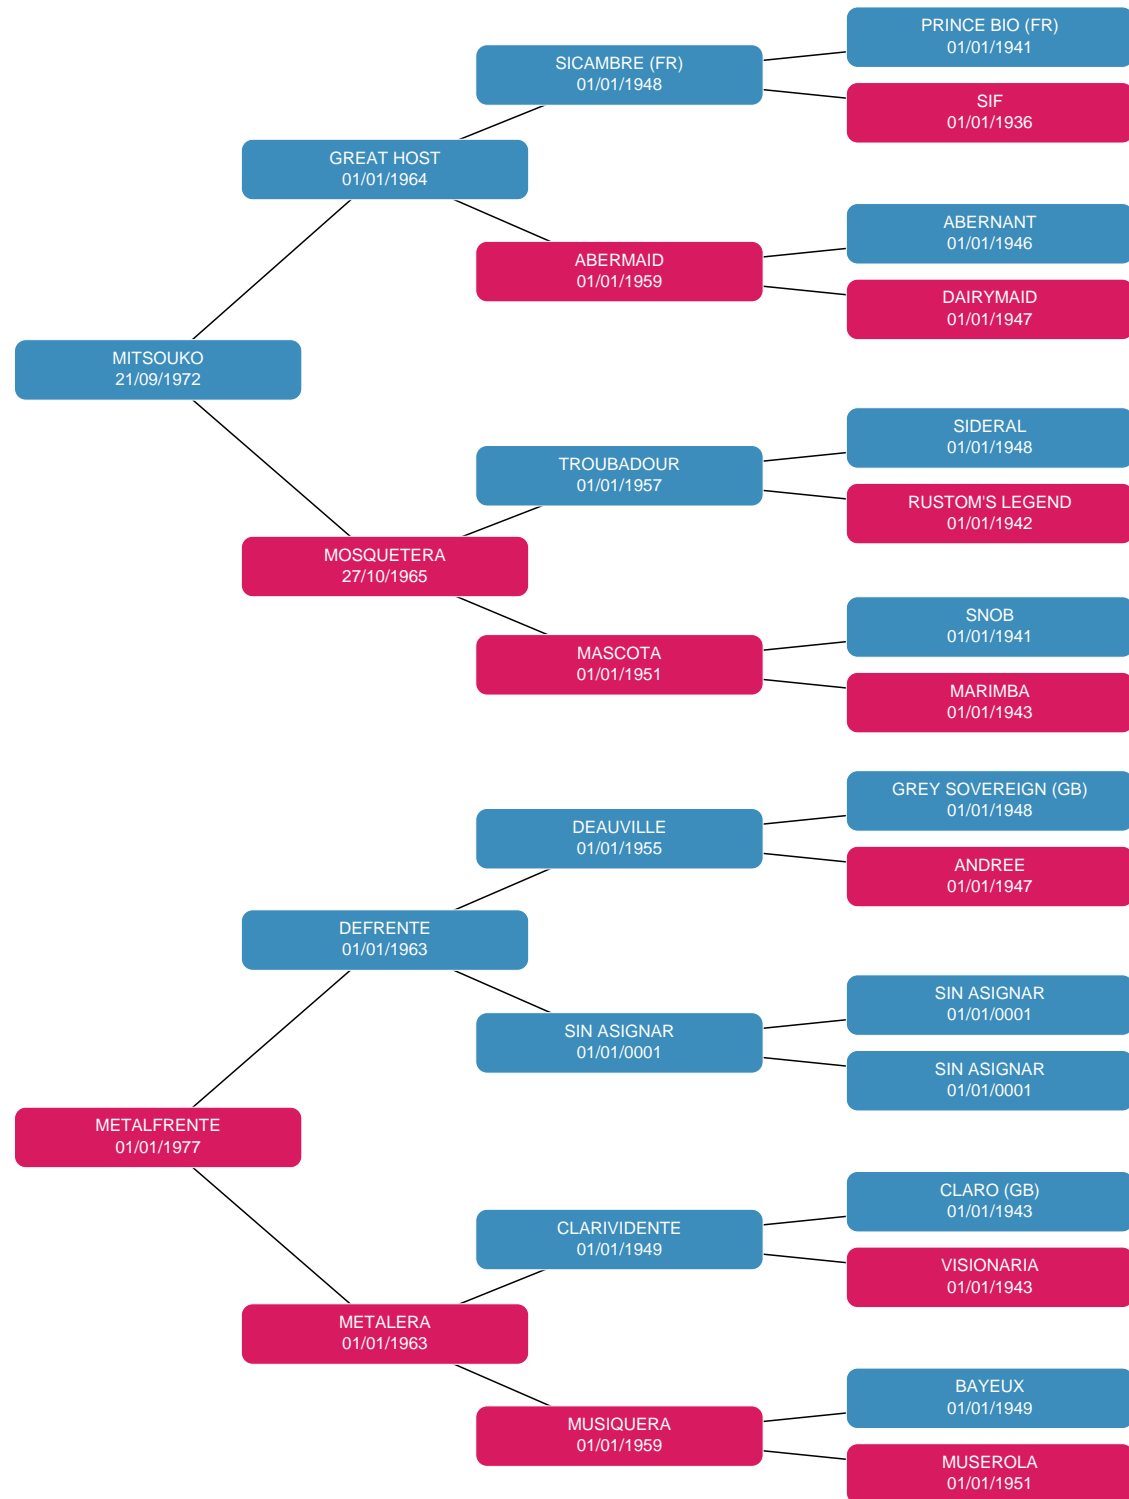 PRINCE BIO (FR)
01/01/1941
SICAMBRE (FR)
01/01/1948
SIF
01/01/1936
GREAT HOST
01/01/1964
ABERNANT
01/01/1946
ABERMAID
01/01/1959
DAIRYMAID
01/01/1947
MITSOUKO
21/09/1972
SIDERAL
01/01/1948
TROUBADOUR
01/01/1957
RUSTOM'S LEGEND
01/01/1942
MOSQUETERA
27/10/1965
SNOB
01/01/1941
MASCOTA
01/01/1951
MARIMBA
01/01/1943
GREY SOVEREIGN (GB)
01/01/1948
DEAUVILLE
01/01/1955
ANDREE
01/01/1947
DEFRENTE
01/01/1963
SIN ASIGNAR
01/01/0001
SIN ASIGNAR
01/01/0001
SIN ASIGNAR
01/01/0001
METALFRENTE
01/01/1977
CLARO (GB)
01/01/1943
CLARIVIDENTE
01/01/1949
VISIONARIA
01/01/1943
METALERA
01/01/1963
BAYEUX
01/01/1949
MUSIQUERA
01/01/1959
MUSEROLA
01/01/1951